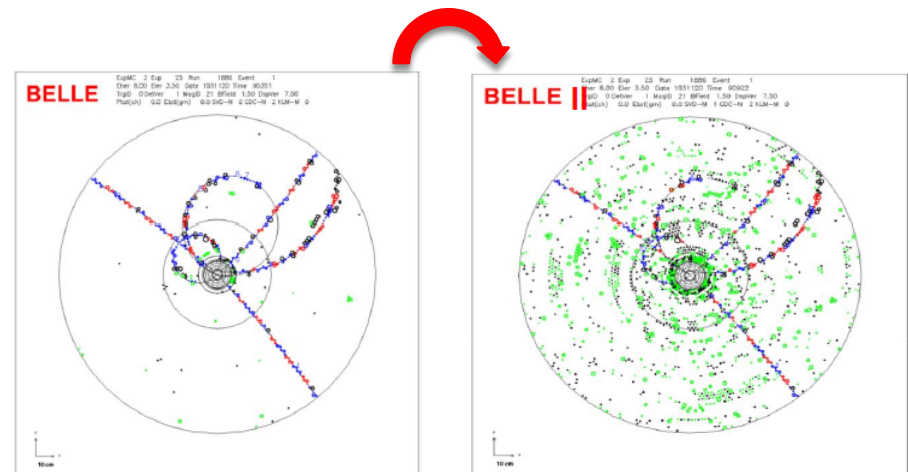 BELLE
ExpMC 2 Exp 23 Run 1886 Event 1
Eher 8.00 Eler 3.50 Date 1031120 Time 90351
TrgID 0 DetVer 1 MagID 21 BField 1.50 DspVer 7.50
Ptot(ch) 0.0 Etot(gm) 0.0 SVD-M 0 CDC-M 2 KLM-M 0
10 cm
BELLE II
ExpMC 2 Exp 23 Run 1886 Event 1
Eher 8.00 Eler 3.50 Date 1031120 Time 90922
TrgID 0 DetVer 1 MagID 21 BField 1.50 DspVer 7.50
Ptot(ch) 0.0 Etot(gm) 0.0 SVD-M 1 CDC-M 2 KLM-M 0
10 cm